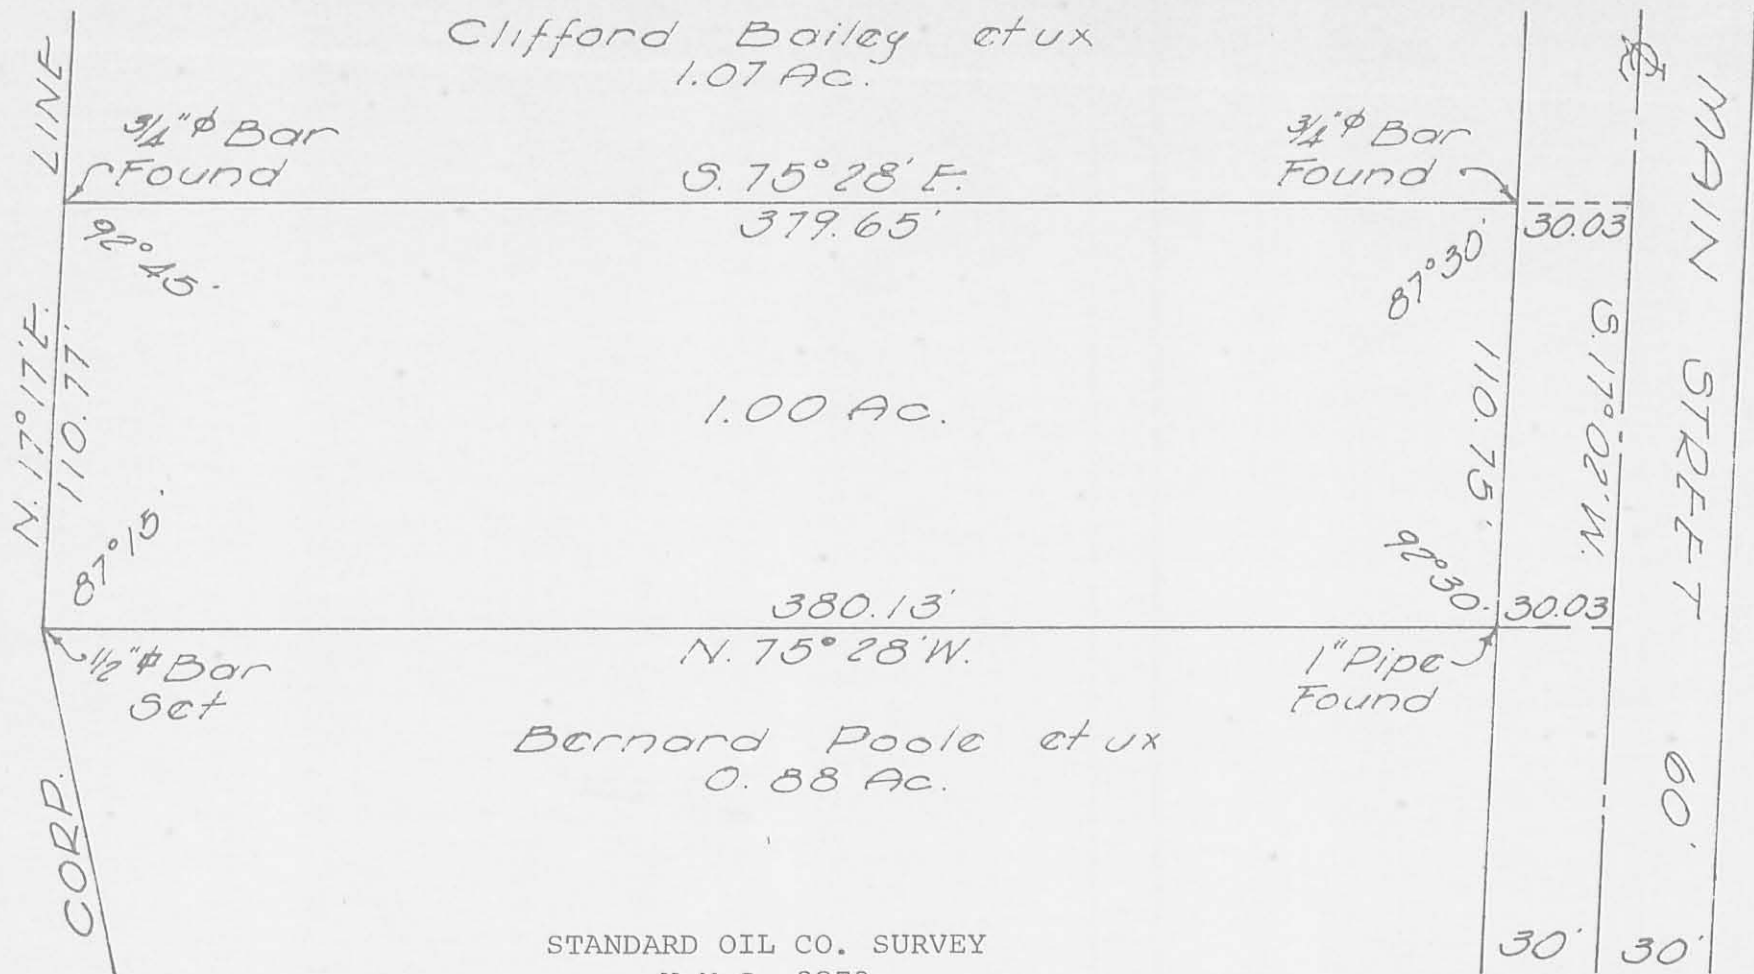 Clifford Bailey et ux
1.07 Ac.
LINE
3/4"ϕ Bar
Found
S. 75° 28' E.
379.65'
3/4"ϕ Bar
Found
30.03
℄
MAIN STREET 60'
92° 45'
87° 30'
N. 17° 17' E.
110.77'
1.00 Ac.
110.75'
S. 17° 02' W.
87° 15'
92° 30'
380.13'
N. 75° 28' W.
30.03
1/2"ϕ Bar
Set
1" Pipe
Found
Bernard Poole et ux
0.88 Ac.
CORP.
STANDARD OIL CO. SURVEY
30' 30'